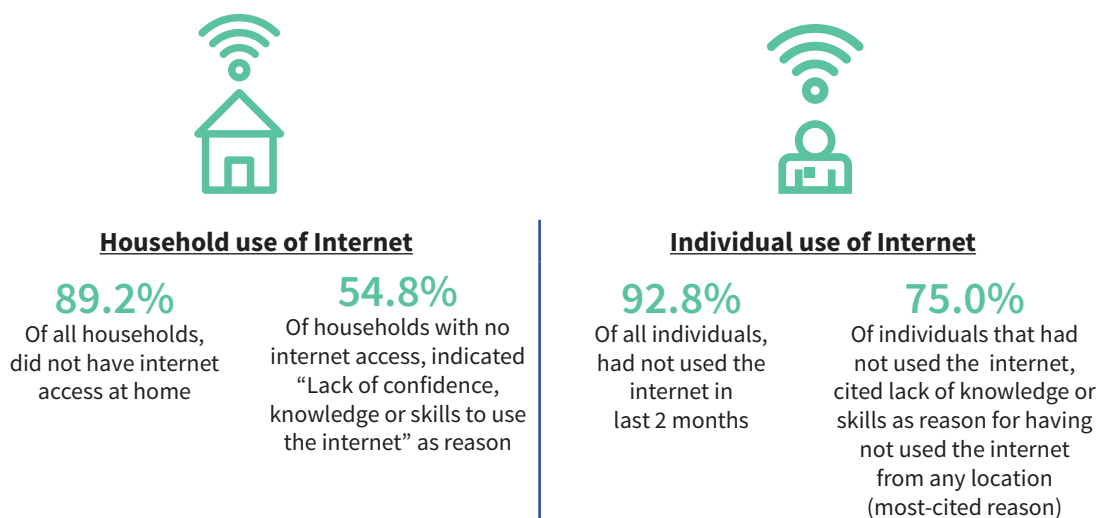 Household use of Internet
89.2%
Of all households,
did not have internet
access at home
54.8%
Of households with no
internet access, indicated
“Lack of confidence,
knowledge or skills to use
the internet” as reason
Individual use of Internet
92.8%
Of all individuals,
had not used the
internet in
last 2 months
75.0%
Of individuals that had
not used the internet,
cited lack of knowledge or
skills as reason for having
not used the internet
from any location
(most-cited reason)